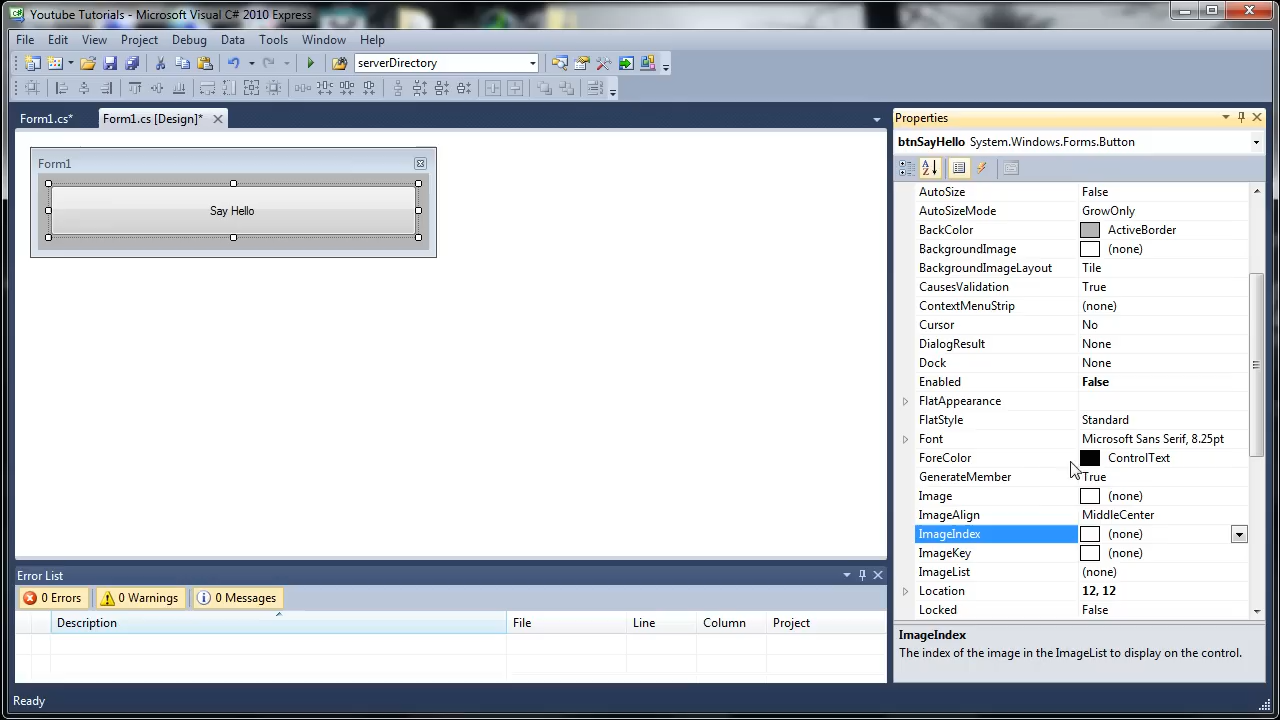 Youtube Tutorials - Microsoft Visual C# 2010 Express
File Edit View Project Debug Data Tools Window Help
serverDirectory
Form1.cs* Form1.cs [Design]*
Form1
Say Hello
Properties
btnSayHello System.Windows.Forms.Button
AutoSize False
AutoSizeMode GrowOnly
BackColor ActiveBorder
BackgroundImage (none)
BackgroundImageLayout Tile
CausesValidation True
ContextMenuStrip (none)
Cursor No
DialogResult None
Dock None
Enabled False
FlatAppearance
FlatStyle Standard
Font Microsoft Sans Serif, 8.25pt
ForeColor ControlText
GenerateMember True
Image (none)
ImageAlign MiddleCenter
ImageIndex (none)
ImageKey (none)
ImageList (none)
Location 12, 12
Locked False
ImageIndex
The index of the image in the ImageList to display on the control.
Error List
0 Errors 0 Warnings 0 Messages
Description File Line Column Project
Ready